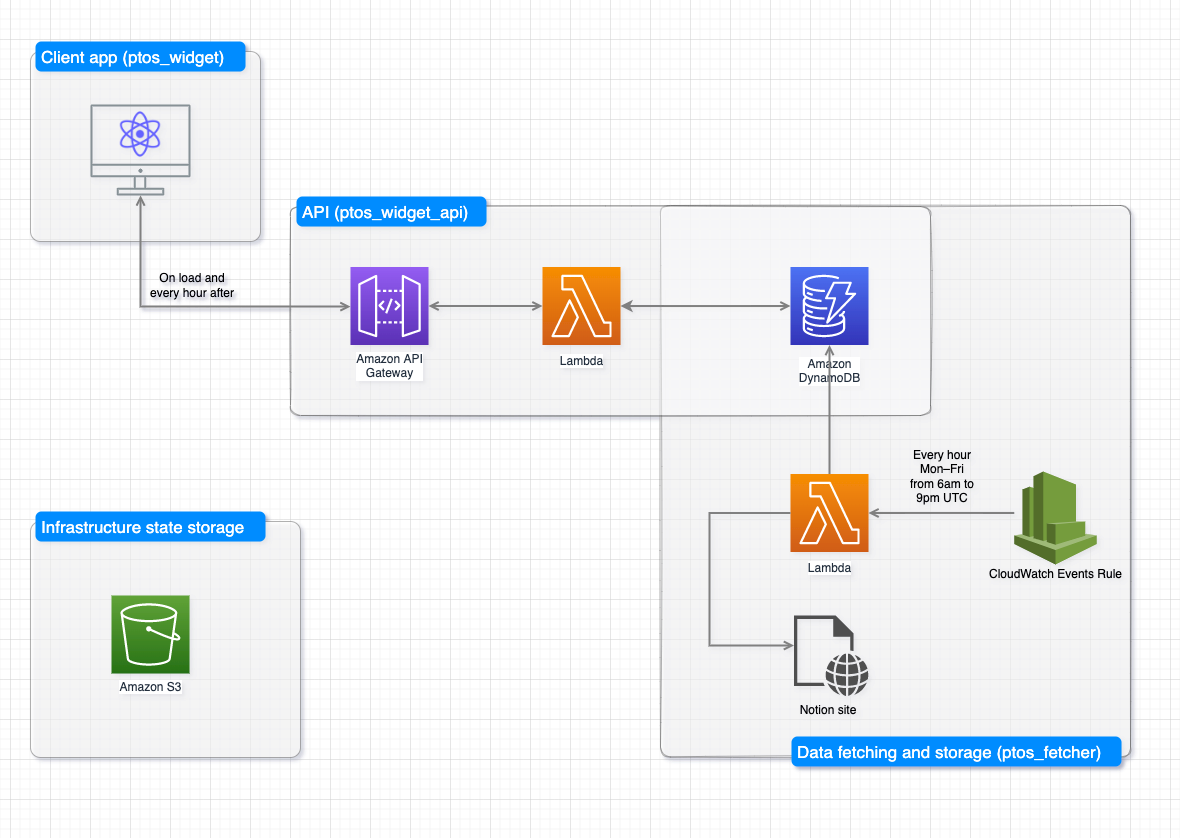 Client app (ptos_widget)
API (ptos_widget_api)
On load and
every hour after
Amazon API
Gateway
Lambda
Amazon
DynamoDB
Every hour
Mon–Fri
from 6am to
9pm UTC
Lambda
CloudWatch Events Rule
Infrastructure state storage
Amazon S3
Notion site
Data fetching and storage (ptos_fetcher)